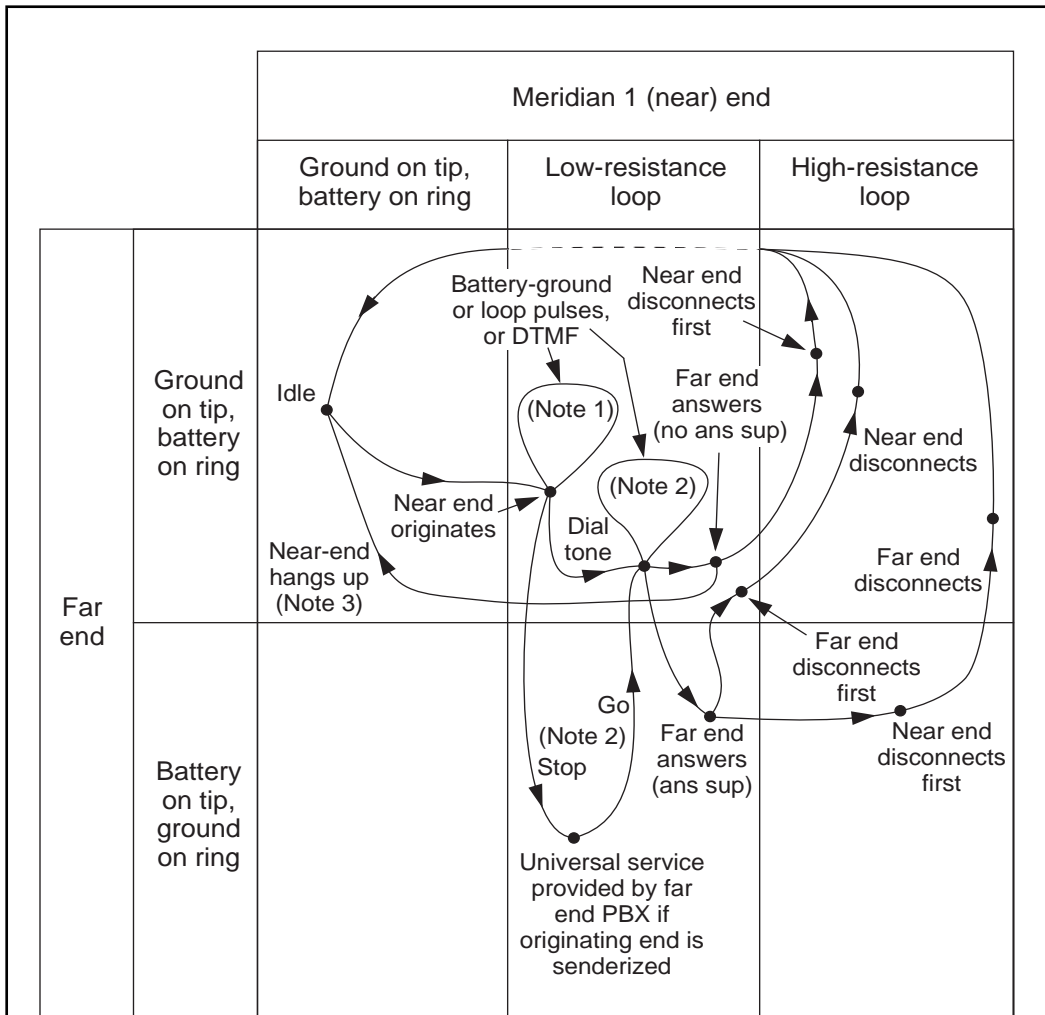 Meridian 1 (near) end
Ground on tip,
battery on ring
Low-resistance
loop
High-resistance
loop
Far
end
Ground
on tip,
battery
on ring
Battery
on tip,
ground
on ring
Idle
Battery-ground
or loop pulses,
or DTMF
Near end
disconnects
first
(Note 1)
Far end
answers
(no ans sup)
Near end
disconnects
Near end
originates
(Note 2)
Dial
tone
Near-end
hangs up
(Note 3)
Far end
disconnects
Far end
disconnects
first
Go
(Note 2)
Stop
Far end
answers
(ans sup)
Near end
disconnects
first
Universal service
provided by far
end PBX if
originating end is
senderized